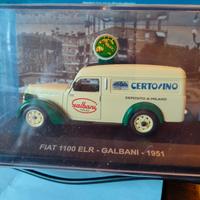 CERTOSINO
DEPOSITO di MILANO
Galbani
FIAT 1100 ELR - GALBANI - 1951